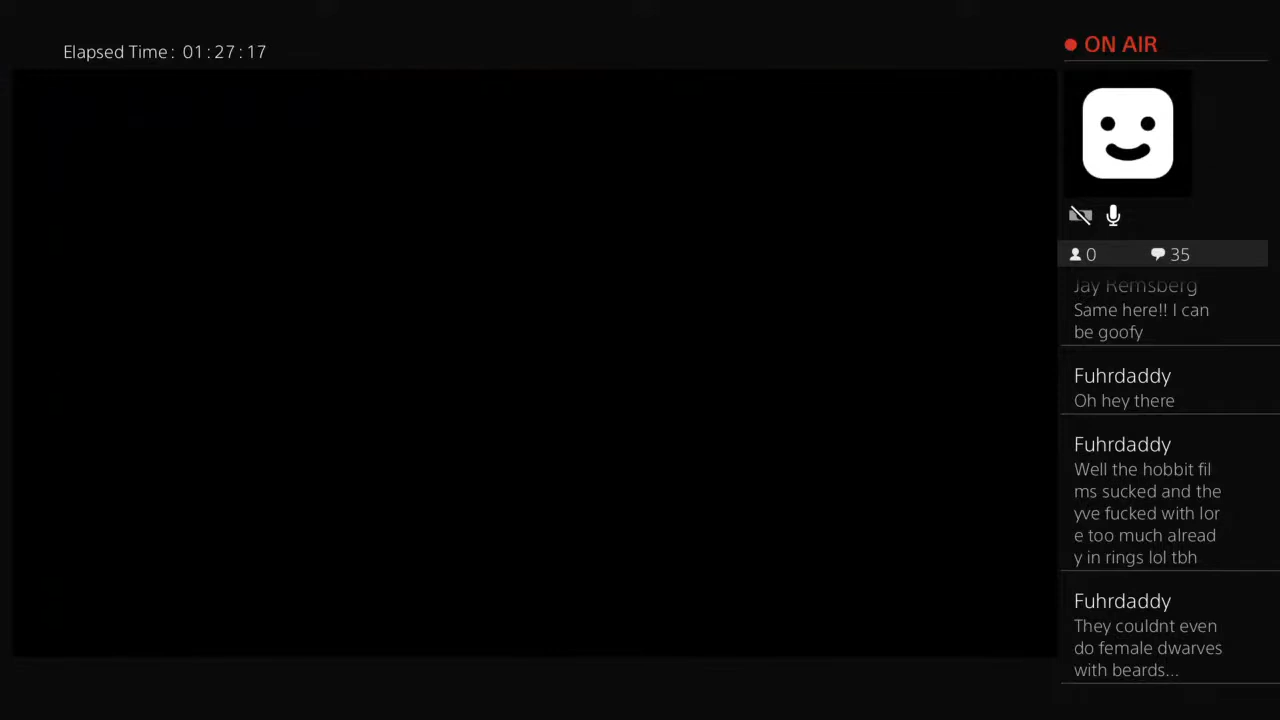 Elapsed Time: 01:27:17
ON AIR
0 35
Jay Remsberg
Same here!! I can
be goofy
Fuhrdaddy
Oh hey there
Fuhrdaddy
Well the hobbit fil
ms sucked and the
yve fucked with lor
e too much alread
y in rings lol tbh
Fuhrdaddy
They couldnt even
do female dwarves
with beards...